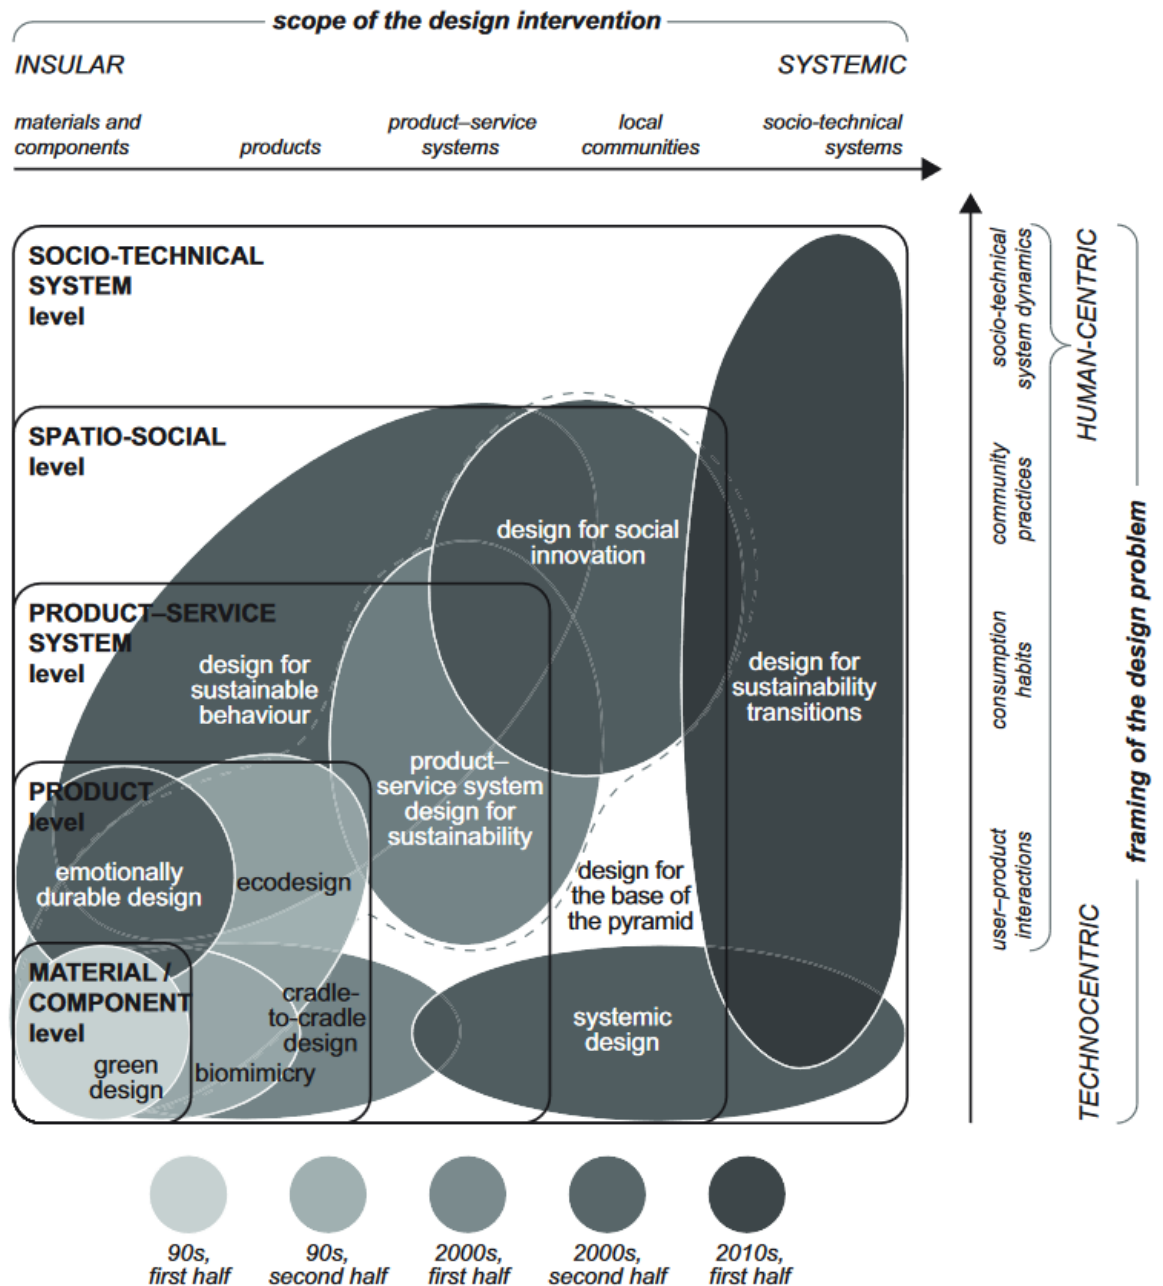 scope of the design intervention
INSULAR
SYSTEMIC
materials and
components
products
product–service
systems
local
communities
socio-technical
systems
SOCIO-TECHNICAL
SYSTEM
level
SPATIO-SOCIAL
level
PRODUCT–SERVICE
SYSTEM
level
PRODUCT
level
MATERIAL /
COMPONENT
level
design for social
innovation
design for
sustainable
behaviour
design for
sustainability
transitions
product–
service system
design for
sustainability
emotionally
durable design
ecodesign
design for
the base of
the pyramid
cradle-
to-cradle
design
systemic
design
green
design
biomimicry
socio-technical
system dynamics
community
practices
consumption
habits
user–product
interactions
HUMAN-CENTRIC
TECHNOCENTRIC
framing of the design problem
90s,
first half
90s,
second half
2000s,
first half
2000s,
second half
2010s,
first half